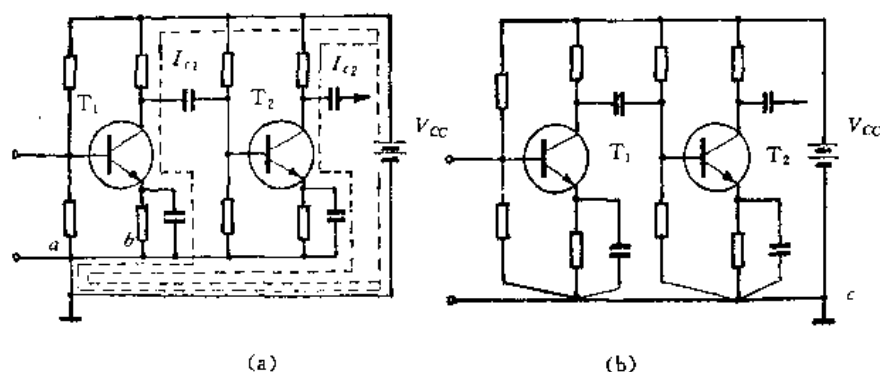 I_{c1}
I_{c2}
T₁
T₂
V_{CC}
a
b
(a)
T₁
T₂
V_{CC}
c
(b)